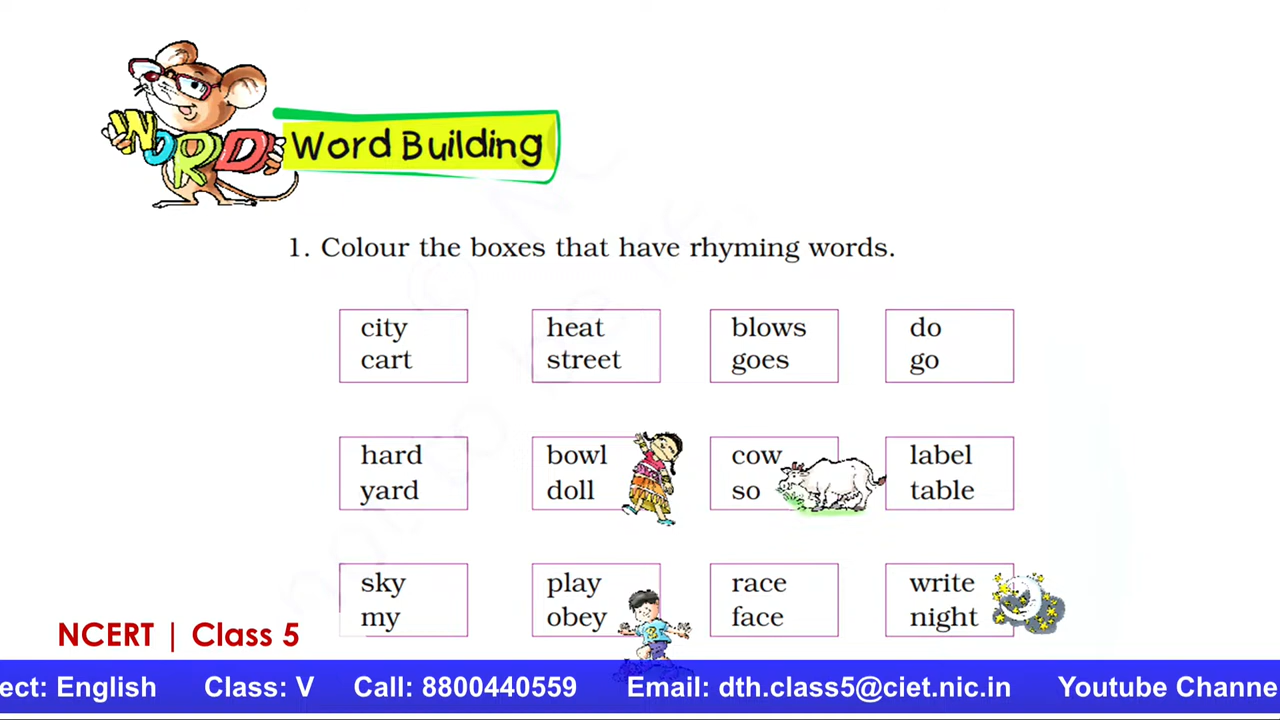 WORD
Word Building
1. Colour the boxes that have rhyming words.
city
cart
heat
street
blows
goes
do
go
hard
yard
bowl
doll
cow
so
label
table
sky
my
play
obey
race
face
write
night
NCERT | Class 5
ect: English Class: V Call: 8800440559 Email: dth.class5@ciet.nic.in Youtube Channe